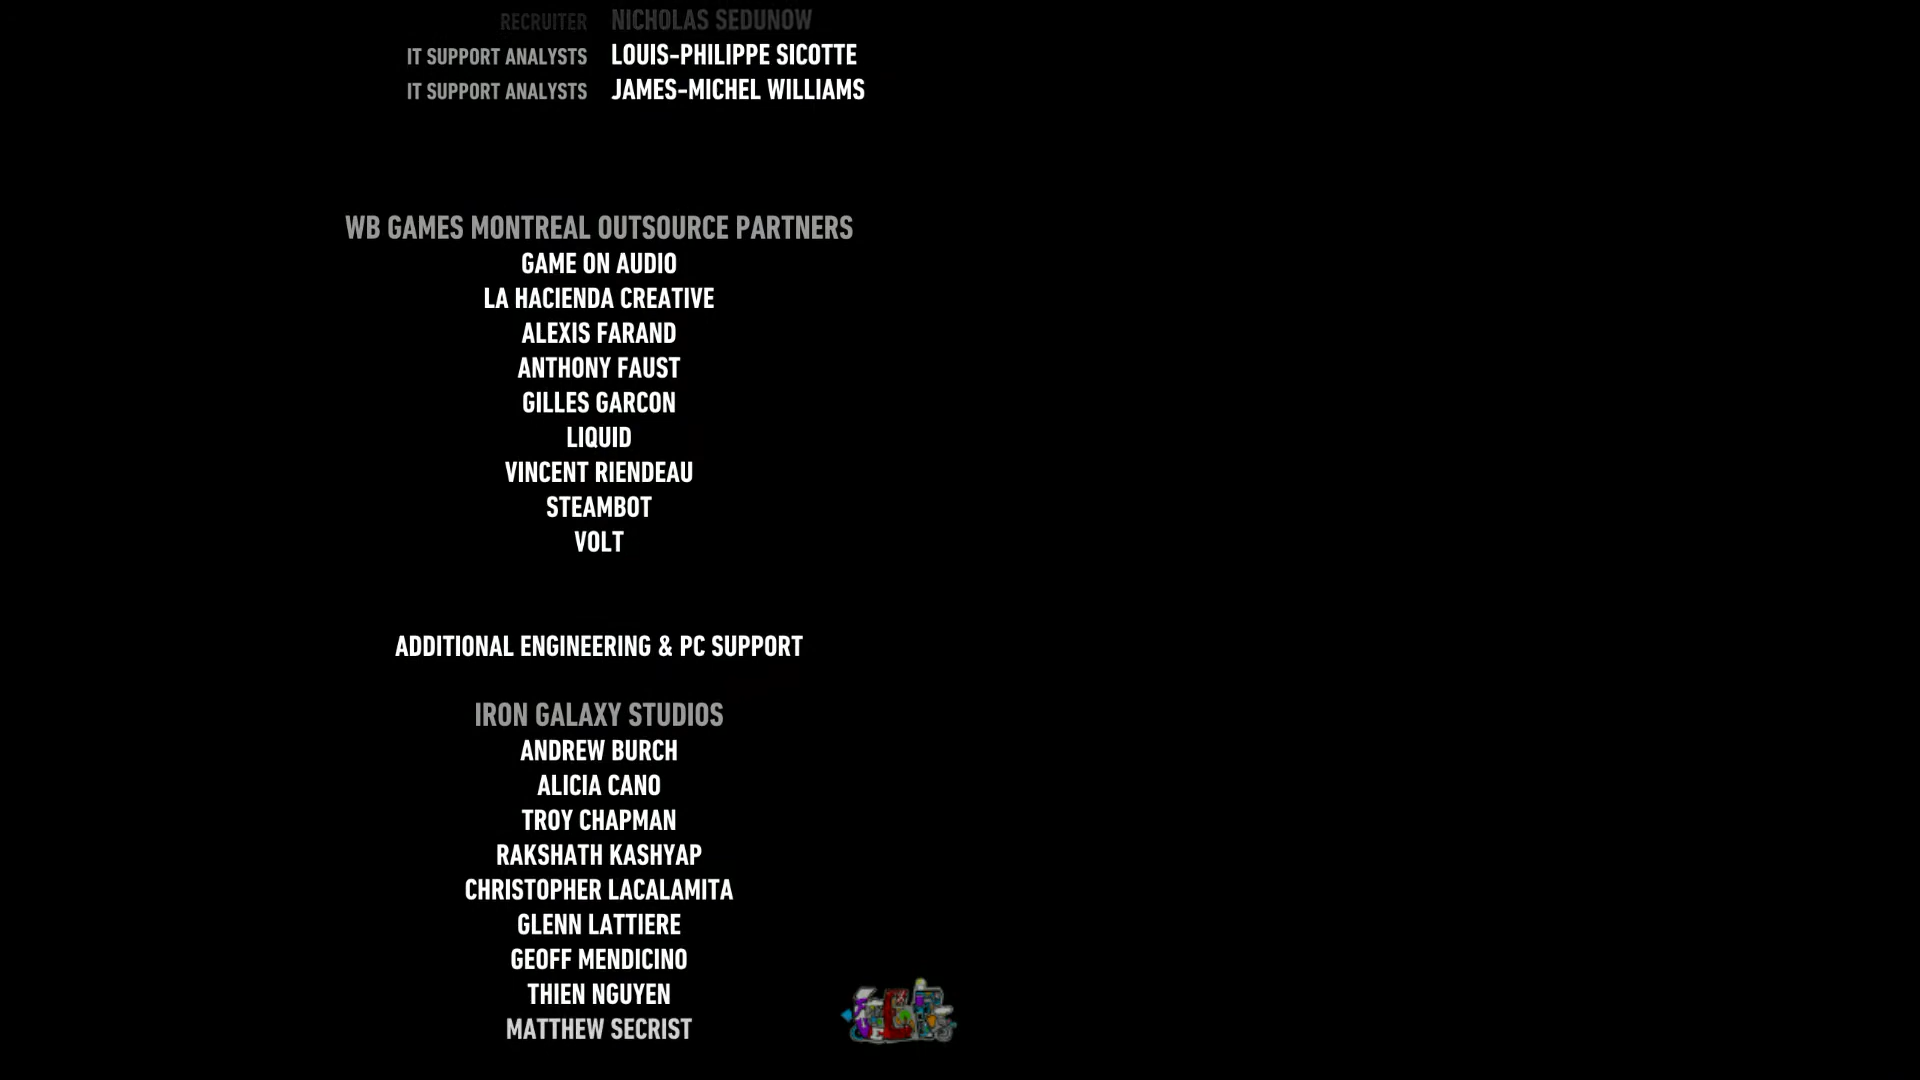 RECRUITER NICHOLAS SEDUNOW
IT SUPPORT ANALYSTS LOUIS-PHILIPPE SICOTTE
IT SUPPORT ANALYSTS JAMES-MICHEL WILLIAMS
WB GAMES MONTREAL OUTSOURCE PARTNERS
GAME ON AUDIO
LA HACIENDA CREATIVE
ALEXIS FARAND
ANTHONY FAUST
GILLES GARCON
LIQUID
VINCENT RIENDEAU
STEAMBOT
VOLT
ADDITIONAL ENGINEERING & PC SUPPORT
IRON GALAXY STUDIOS
ANDREW BURCH
ALICIA CANO
TROY CHAPMAN
RAKSHATH KASHYAP
CHRISTOPHER LACALAMITA
GLENN LATTIERE
GEOFF MENDICINO
THIEN NGUYEN
MATTHEW SECRIST